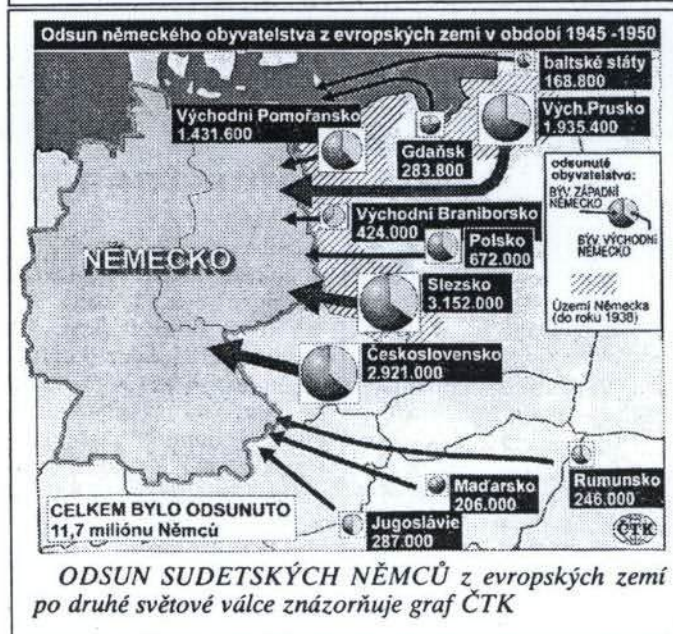 Odsun německého obyvatelstva z evropských zemí v období 1945 -1950
baltské státy
168.800
Východní Pomořansko
1.431.600
Vých.Prusko
1.935.400
Gdaňsk
283.800
odsunuté
obyvatelstvo:
BÝV. ZÁPADNÍ
NĚMECKO
BÝV. VÝCHODNÍ
NĚMECKO
Území Německa
(do roku 1938)
Východní Braniborsko
424.000
Polsko
672.000
NĚMECKO
Slezsko
3.152.000
Československo
2.921.000
Maďarsko
206.000
Rumunsko
246.000
Jugoslávie
287.000
CELKEM BYLO ODSUNUTO
11,7 miliónu Němců
ČTK
ODSUN SUDETSKÝCH NĚMCŮ z evropských zemí
po druhé světové válce znázorňuje graf ČTK